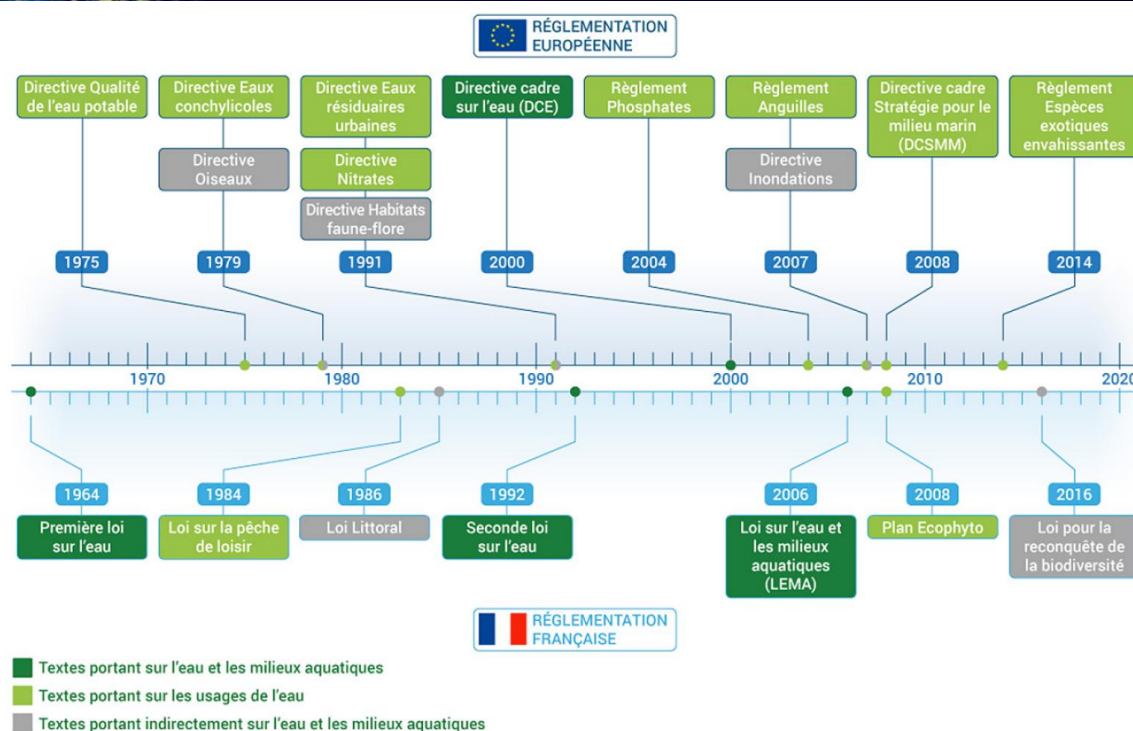 RÉGLEMENTATION
EUROPÉENNE
Directive Qualité
de l'eau potable
Directive Eaux
conchylicoles
Directive
Oiseaux
Directive Eaux
résiduaires
urbaines
Directive
Nitrates
Directive Habitats
faune-flore
Directive cadre
sur l'eau (DCE)
Règlement
Phosphates
Règlement
Anguilles
Directive
Inondations
Directive cadre
Stratégie pour le
milieu marin
(DCSMM)
Règlement
Espèces
exotiques
envahissantes
1975
1979
1991
2000
2004
2007
2008
2014
1970
1980
1990
2000
2010
2020
1964
1984
1986
1992
2006
2008
2016
Première loi
sur l'eau
Loi sur la pêche
de loisir
Loi Littoral
Seconde loi
sur l'eau
Loi sur l'eau et
les milieux
aquatiques
(LEMA)
Plan Ecophyto
Loi pour la
reconquête de
la biodiversité
RÉGLEMENTATION
FRANÇAISE
Textes portant sur l'eau et les milieux aquatiques
Textes portant sur les usages de l'eau
Textes portant indirectement sur l'eau et les milieux aquatiques